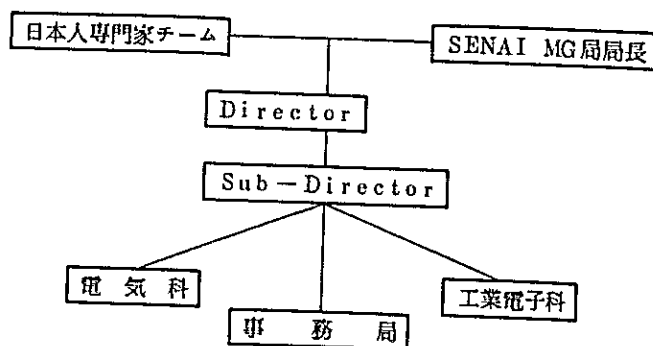 日本人専門家チーム
SENAI MG局局長
Director
Sub-Director
電気科
事務局
工業電子科